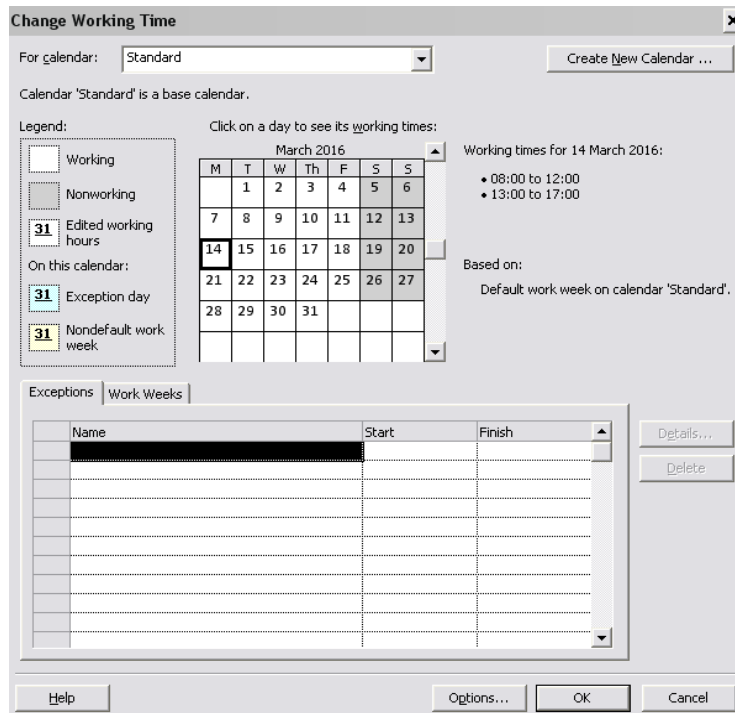 Change Working Time
For calendar:
Standard
Create New Calendar ...
Calendar 'Standard' is a base calendar.
Legend:
Working
Nonworking
31 Edited working
hours
On this calendar:
31 Exception day
31 Nondefault work
week
Click on a day to see its working times:
March 2016
M T W Th F S S
1 2 3 4 5 6
7 8 9 10 11 12 13
14 15 16 17 18 19 20
21 22 23 24 25 26 27
28 29 30 31
Working times for 14 March 2016:
• 08:00 to 12:00
• 13:00 to 17:00
Based on:
Default work week on calendar 'Standard'.
Exceptions Work Weeks
Name Start Finish
Details...
Delete
Help Options... OK Cancel